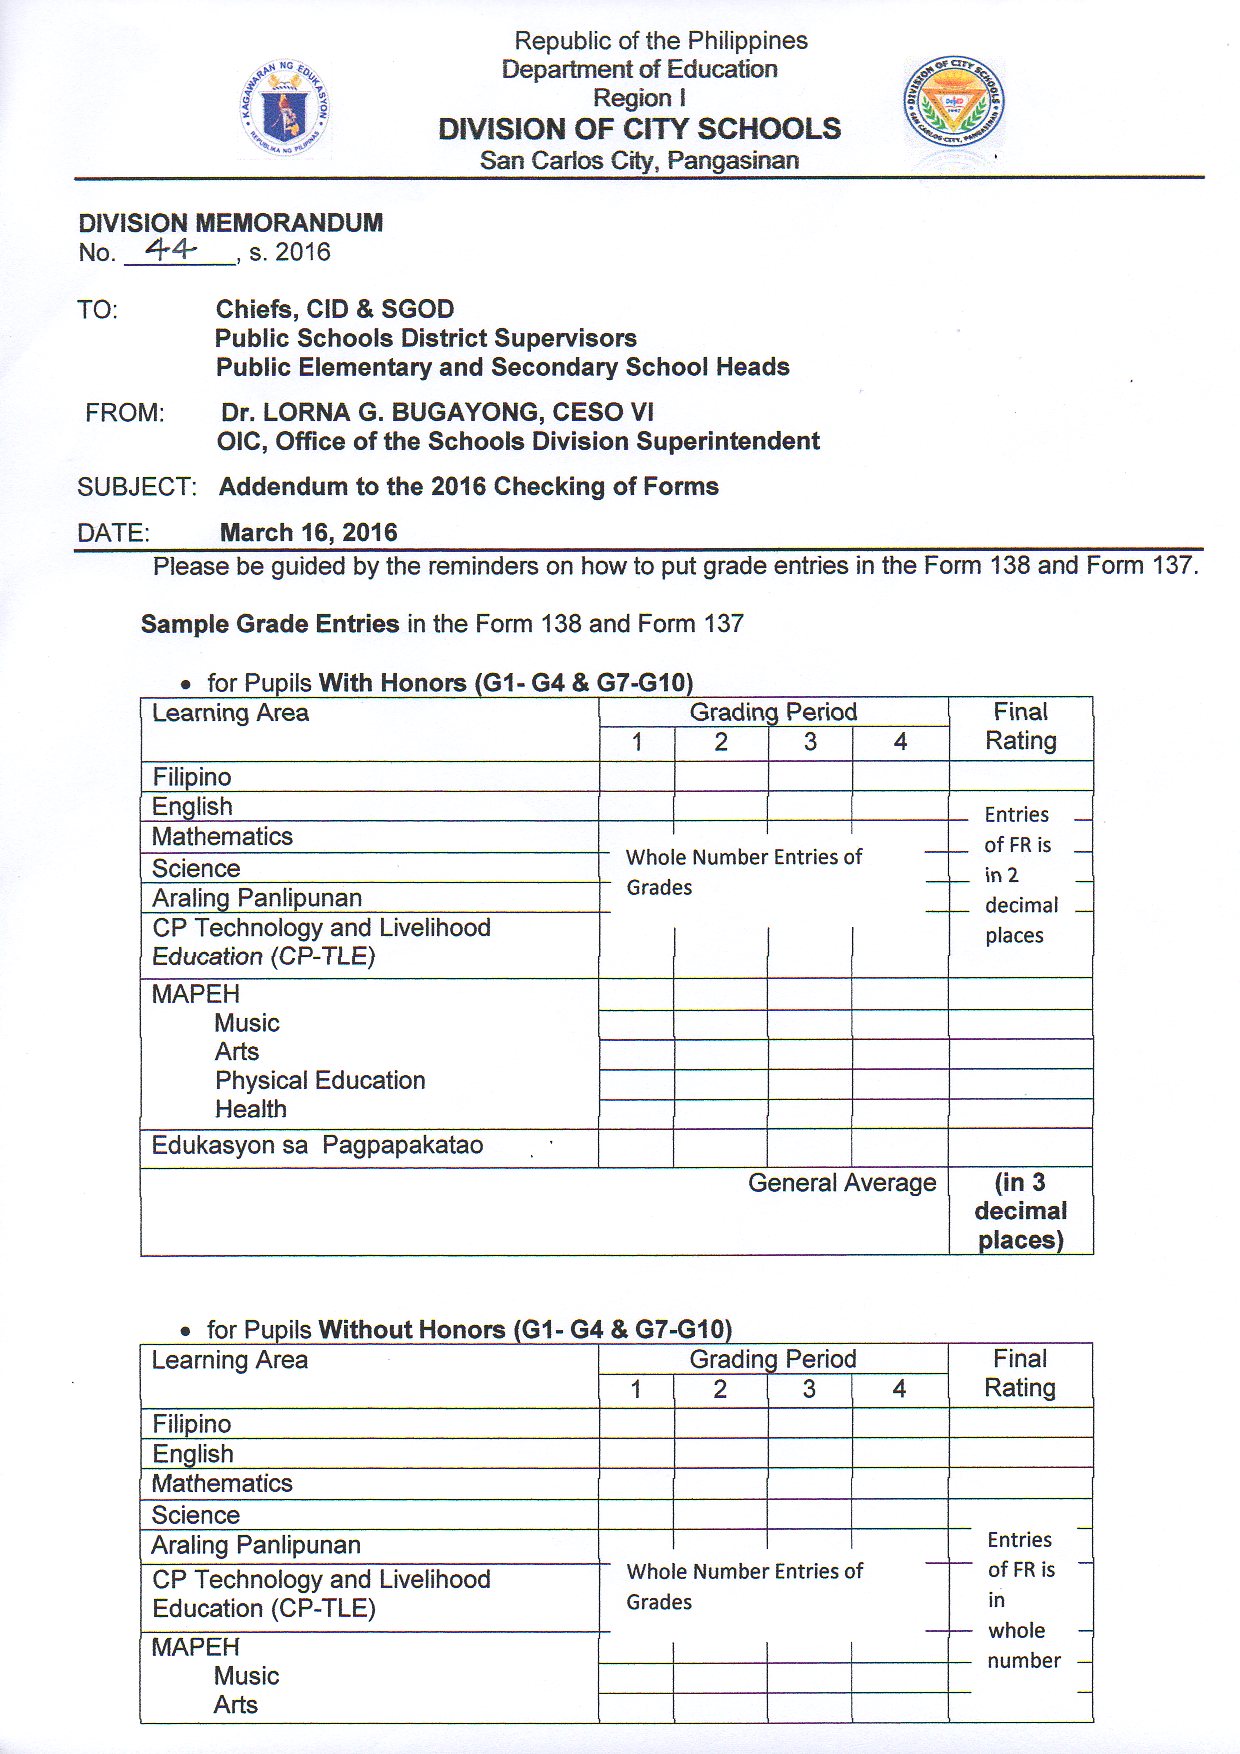 Republic of the Philippines
Department of Education
Region I
DIVISION OF CITY SCHOOLS
San Carlos City, Pangasinan
KAGAWARAN NG EDUKASYON
REPUBLIKA NG PILIPINAS
DIVISION OF CITY SCHOOLS
DepED
SAN CARLOS CITY, PANGASINAN
DIVISION MEMORANDUM
No. 44, s. 2016
TO: Chiefs, CID & SGOD
Public Schools District Supervisors
Public Elementary and Secondary School Heads
FROM: Dr. LORNA G. BUGAYONG, CESO VI
OIC, Office of the Schools Division Superintendent
SUBJECT: Addendum to the 2016 Checking of Forms
DATE: March 16, 2016
Please be guided by the reminders on how to put grade entries in the Form 138 and Form 137.
Sample Grade Entries in the Form 138 and Form 137
• for Pupils With Honors (G1- G4 & G7-G10)
Learning Area Grading Period Final
1 2 3 4 Rating
Filipino
English
Mathematics
Science
Araling Panlipunan
CP Technology and Livelihood
Education (CP-TLE)
Whole Number Entries of
Grades
Entries
of FR is
in 2
decimal
places
MAPEH
Music
Arts
Physical Education
Health
Edukasyon sa Pagpapakatao
General Average (in 3
decimal
places)
• for Pupils Without Honors (G1- G4 & G7-G10)
Learning Area Grading Period Final
1 2 3 4 Rating
Filipino
English
Mathematics
Science
Araling Panlipunan
CP Technology and Livelihood
Education (CP-TLE)
Whole Number Entries of
Grades
Entries
of FR is
in
whole
number
MAPEH
Music
Arts